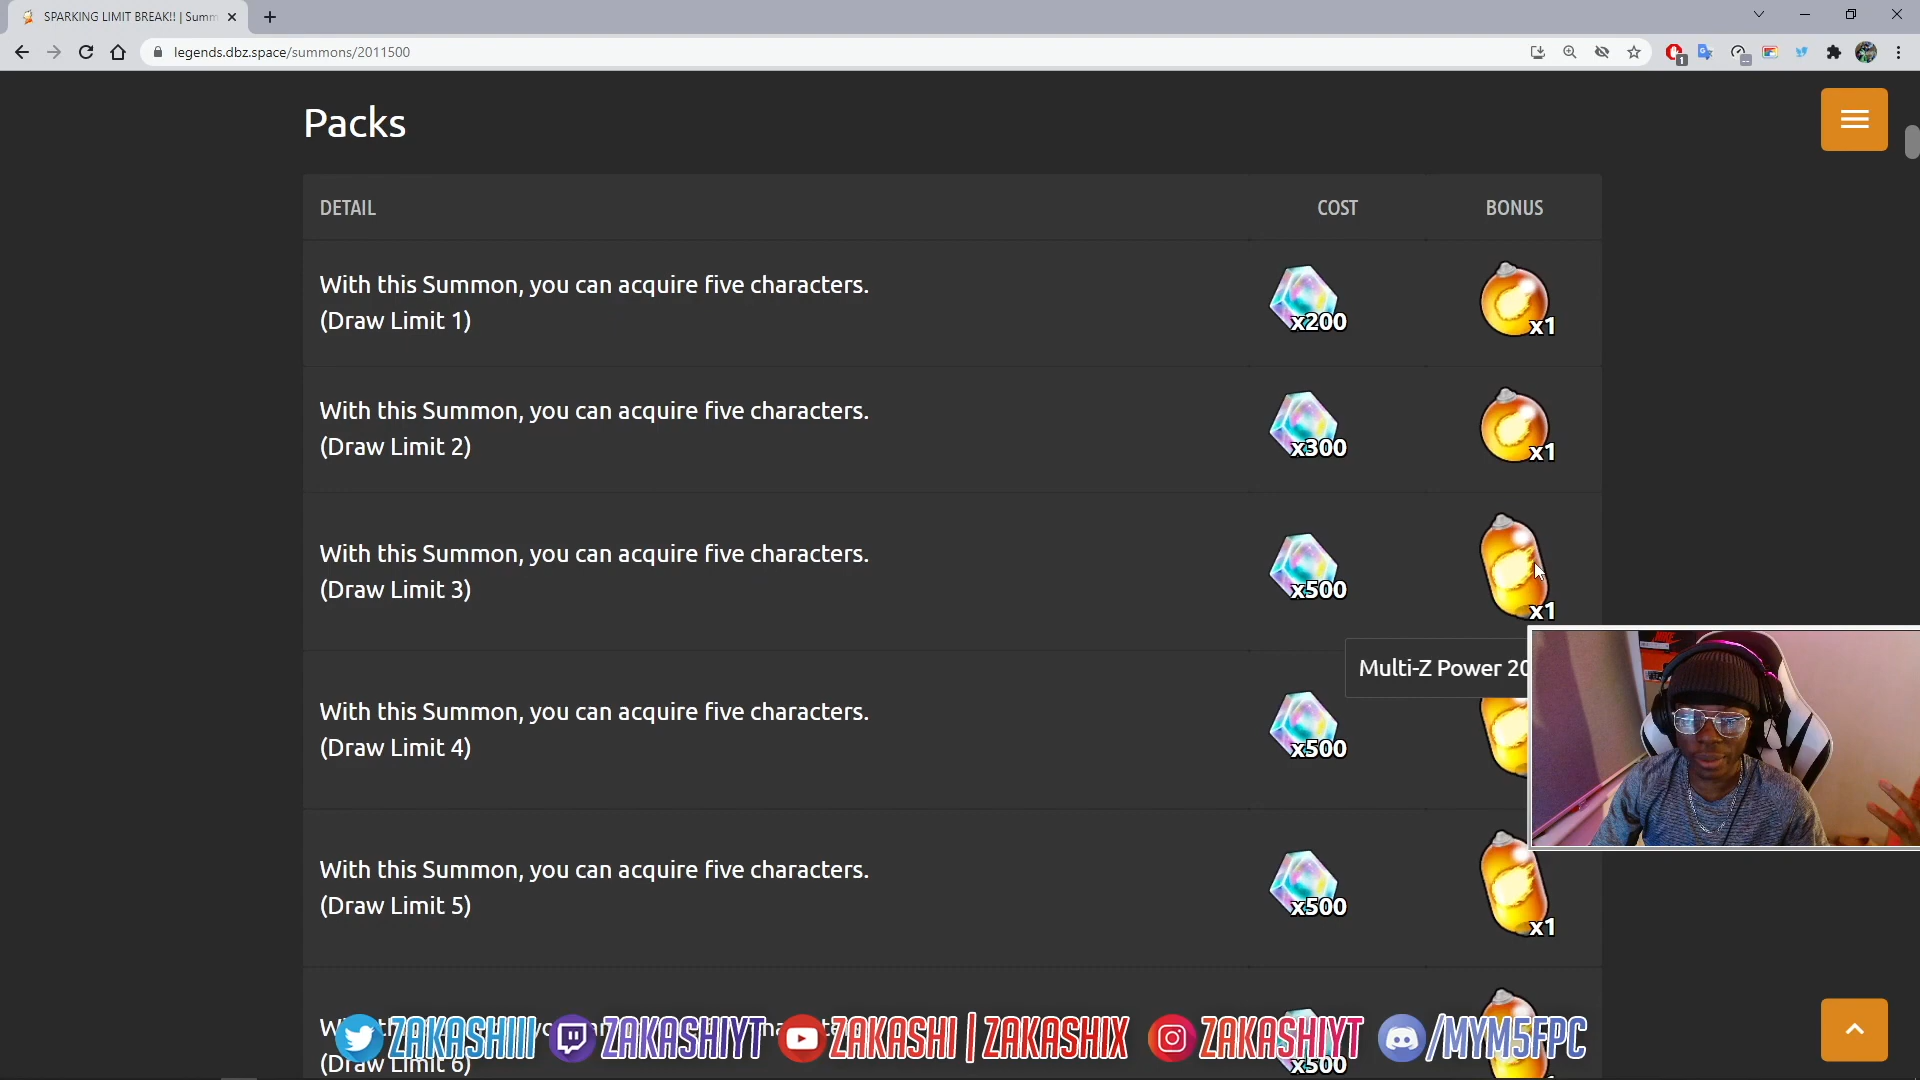 SPARKING LIMIT BREAK!! | Summ
legends.dbz.space/summons/2011500
Packs
DETAIL COST BONUS
With this Summon, you can acquire five characters.
(Draw Limit 1)
x200 x1
With this Summon, you can acquire five characters.
(Draw Limit 2)
x300 x1
With this Summon, you can acquire five characters.
(Draw Limit 3)
x500 x1
Multi-Z Power 20
With this Summon, you can acquire five characters.
(Draw Limit 4)
x500
With this Summon, you can acquire five characters.
(Draw Limit 5)
x500 x1
(Draw Limit 6)
x500
ZAKASHIIII ZAKASHIYT ZAKASHI | ZAKASHIX ZAKASHIYT /MYM5FPC